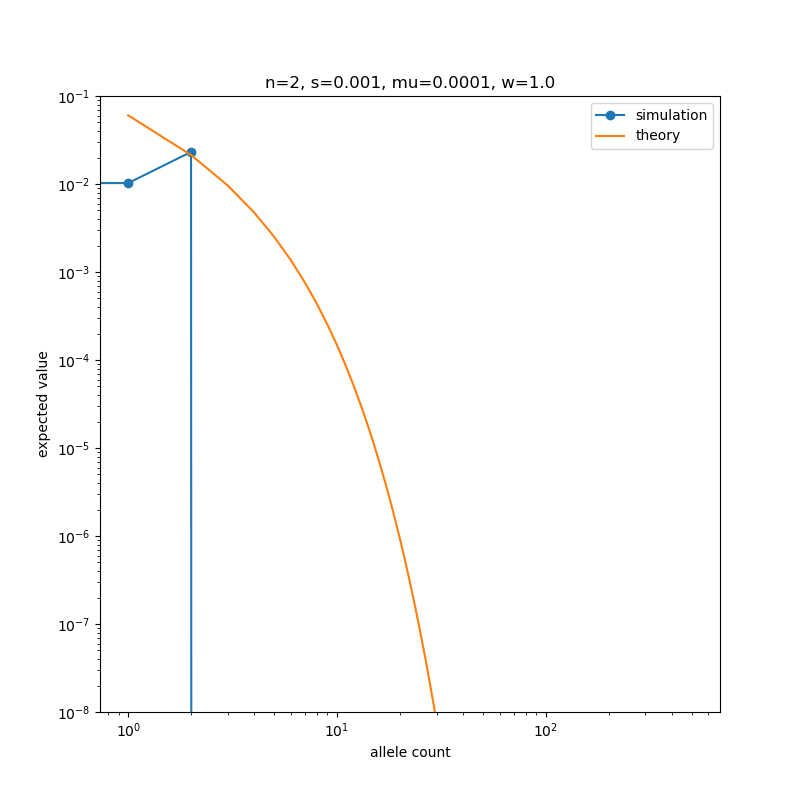 n=2, s=0.001, mu=0.0001, w=1.0
simulation
theory
10⁻¹
10⁻²
10⁻³
10⁻⁴
10⁻⁵
10⁻⁶
10⁻⁷
10⁻⁸
expected value
10⁰ 10¹ 10²
allele count